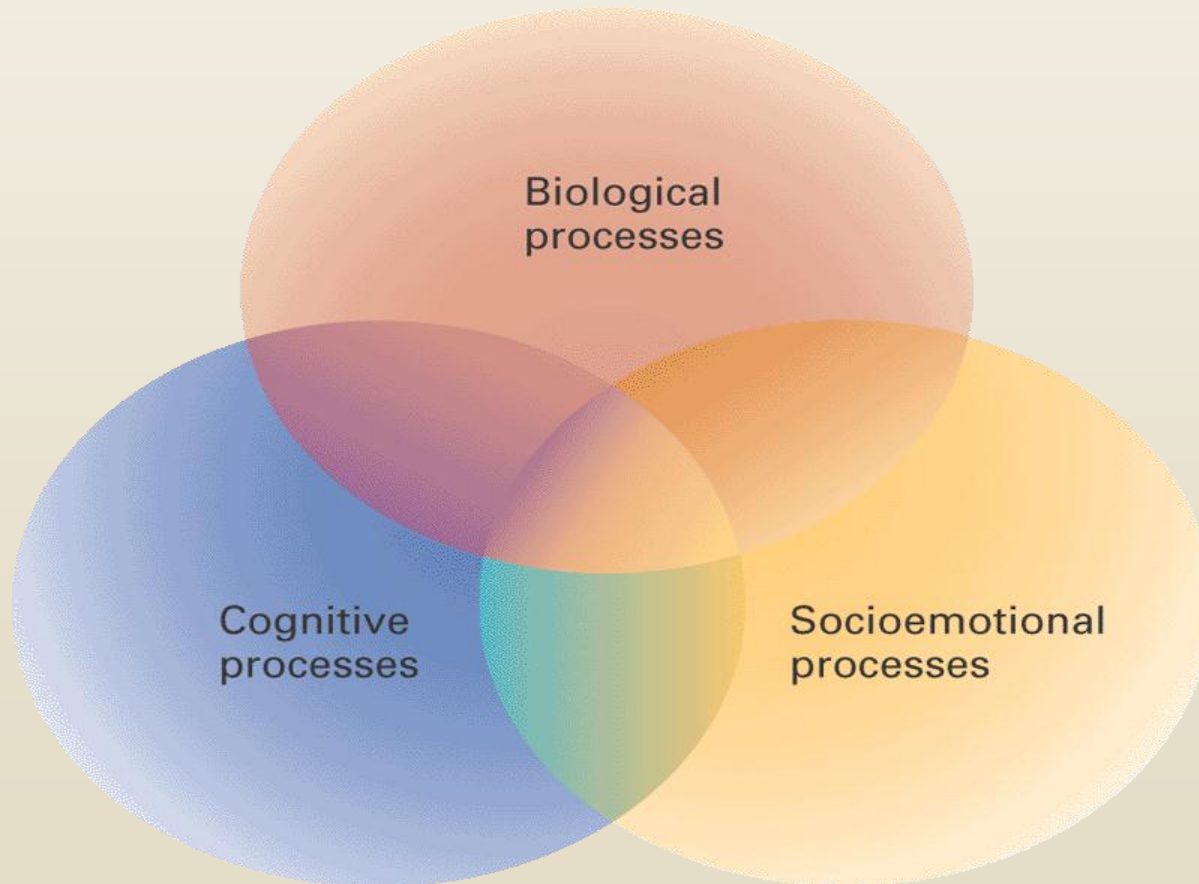 Biological
processes
Cognitive
processes
Socioemotional
processes